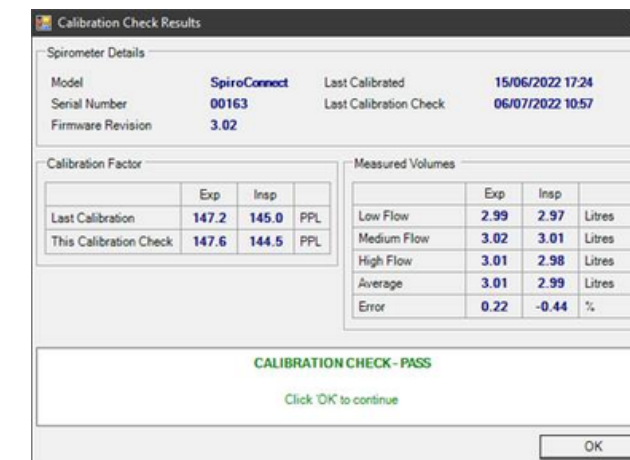 Calibration Check Results
Spirometer Details
Model SpiroConnect Last Calibrated 15/06/2022 17:24
Serial Number 00163 Last Calibration Check 06/07/2022 10:57
Firmware Revision 3.02
Calibration Factor
Exp Insp
Last Calibration 147.2 145.0 PPL
This Calibration Check 147.6 144.5 PPL
Measured Volumes
Exp Insp
Low Flow 2.99 2.97 Litres
Medium Flow 3.02 3.01 Litres
High Flow 3.01 2.98 Litres
Average 3.01 2.99 Litres
Error 0.22 -0.44 %
CALIBRATION CHECK - PASS
Click 'OK' to continue
OK